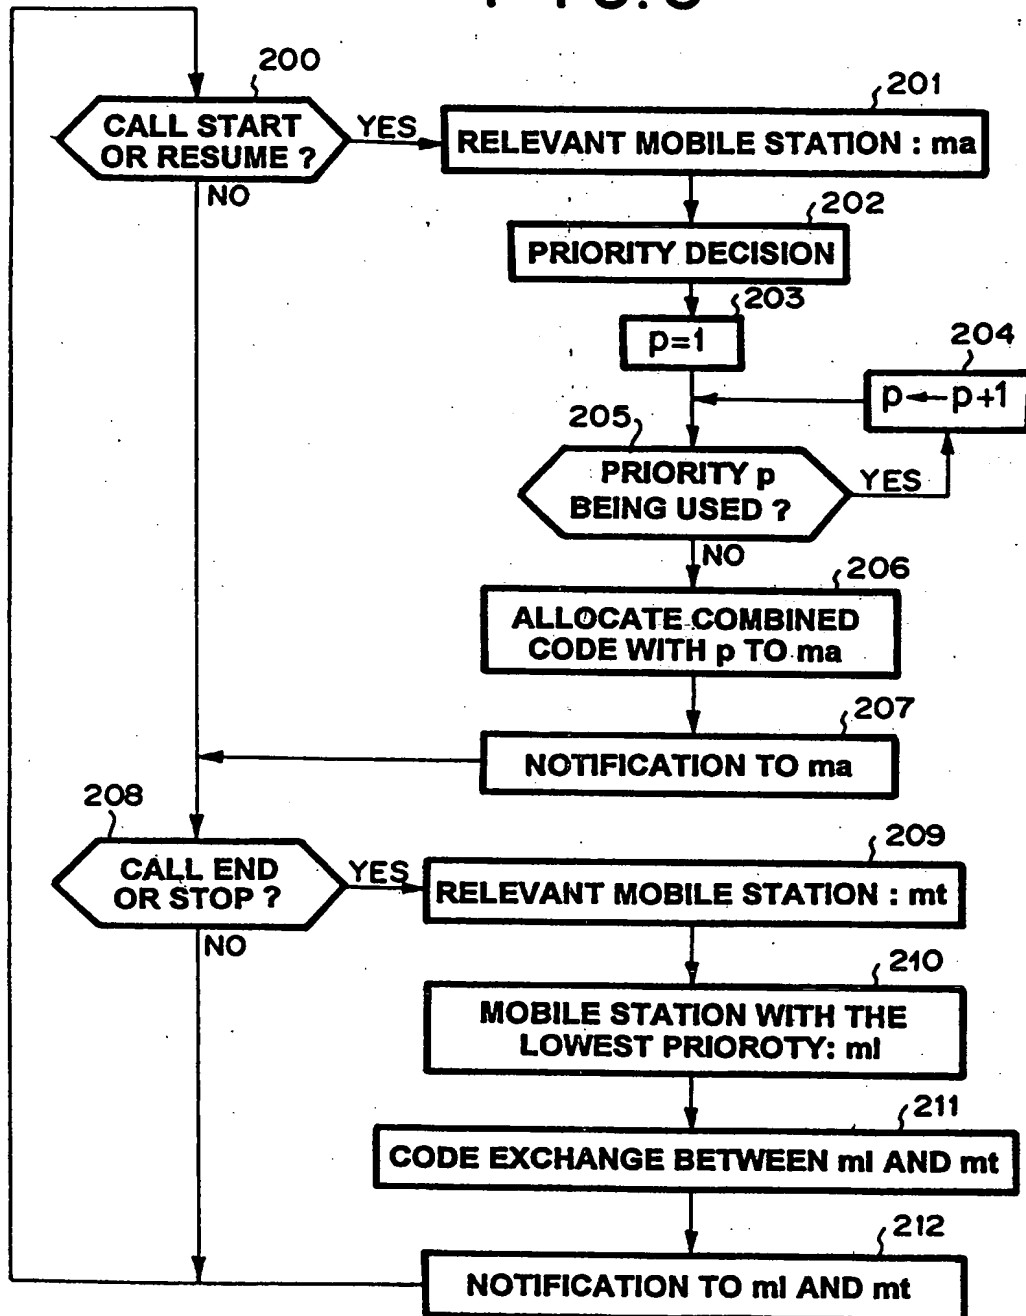 200
CALL START
OR RESUME ?
YES
NO
201
RELEVANT MOBILE STATION : ma
202
PRIORITY DECISION
203
p=1
204
p←p+1
205
PRIORITY p
BEING USED ?
YES
NO
206
ALLOCATE COMBINED
CODE WITH p TO ma
207
NOTIFICATION TO ma
208
CALL END
OR STOP ?
YES
NO
209
RELEVANT MOBILE STATION : mt
210
MOBILE STATION WITH THE
LOWEST PRIOROTY: ml
211
CODE EXCHANGE BETWEEN ml AND mt
212
NOTIFICATION TO ml AND mt